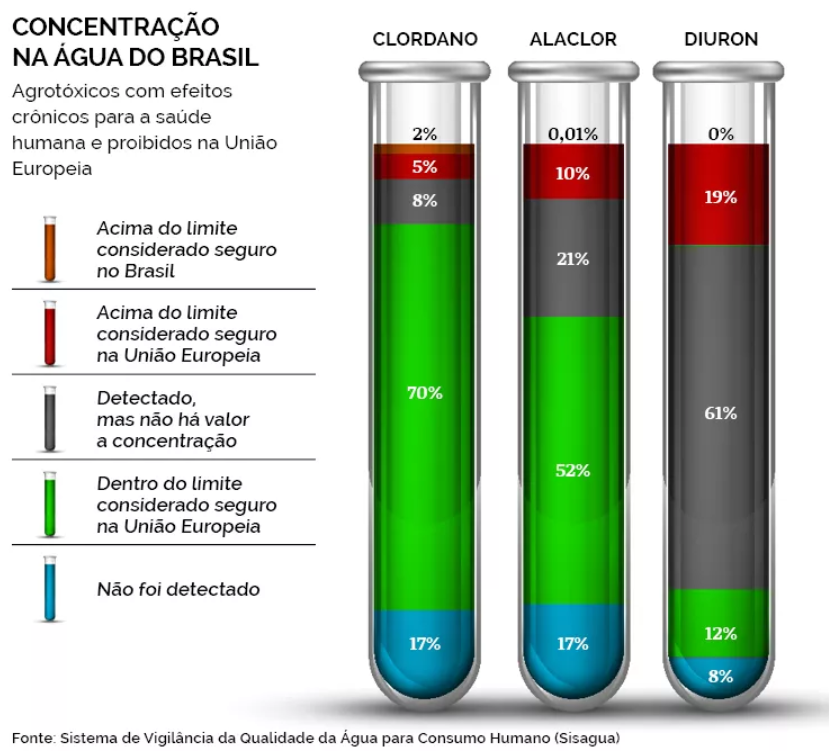 CONCENTRAÇÃO
NA ÁGUA DO BRASIL
Agrotóxicos com efeitos
crônicos para a saúde
humana e proibidos na União
Europeia
Acima do limite
considerado seguro
no Brasil
Acima do limite
considerado seguro
na União Europeia
Detectado,
mas não há valor
a concentração
Dentro do limite
considerado seguro
na União Europeia
Não foi detectado
CLORDANO
2%
5%
8%
70%
17%
ALACLOR
0,01%
10%
21%
52%
17%
DIURON
0%
19%
61%
12%
8%
Fonte: Sistema de Vigilância da Qualidade da Água para Consumo Humano (Sisagua)